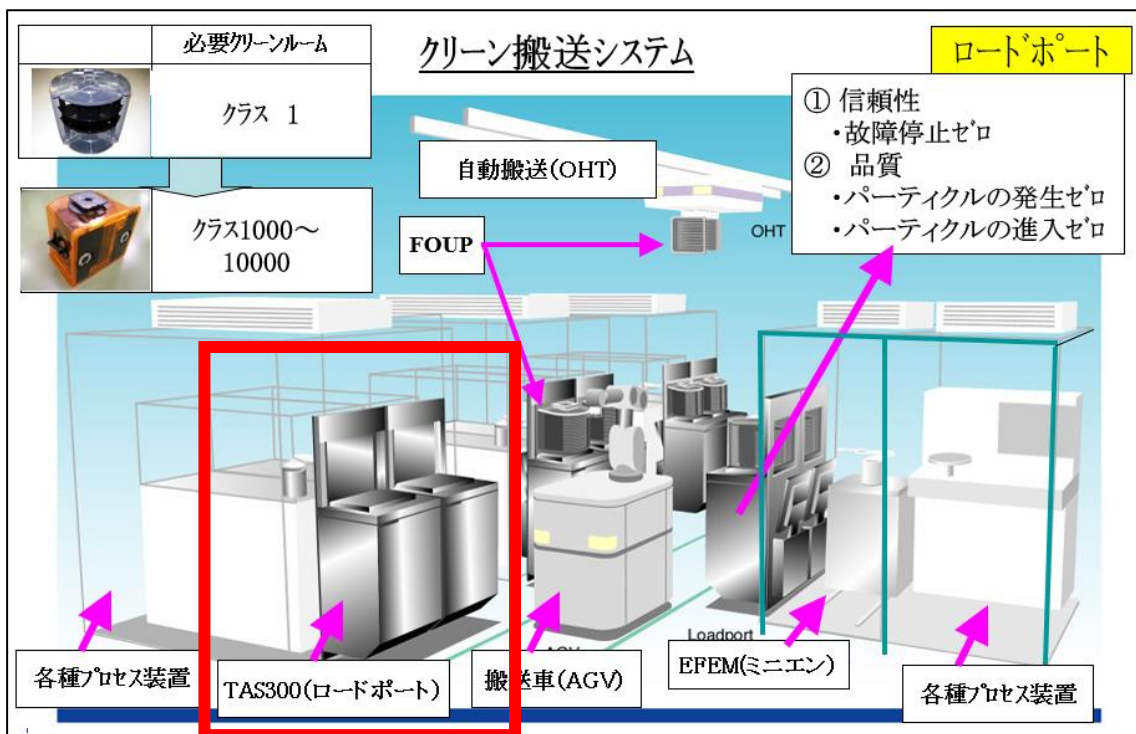 必要クリーンルーム
クラス 1
クラス1000～
10000
クリーン搬送システム
ロードポート
① 信頼性
・故障停止ゼロ
② 品質
・パーティクルの発生ゼロ
・パーティクルの進入ゼロ
自動搬送(OHT)
OHT
FOUP
Loadport
各種プロセス装置
TAS300(ロードポート)
搬送車(AGV)
EFEM(ミニエン)
各種プロセス装置